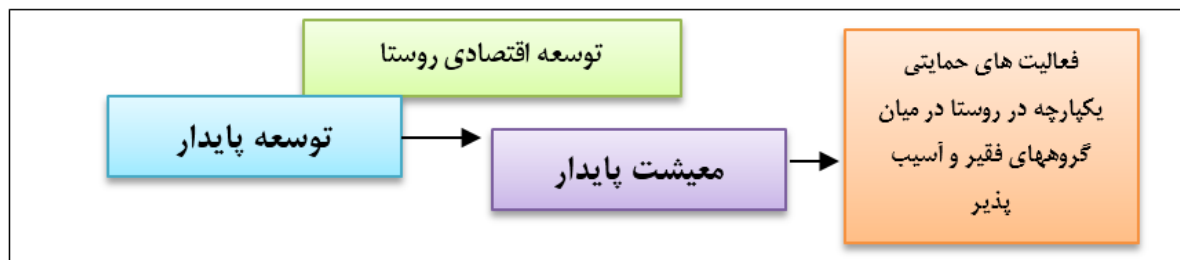 توسعه اقتصادی روستا
توسعه پایدار
معیشت پایدار
فعالیت های حمایتی
یکپارچه در روستا در میان
گروههای فقیر و آسیب
پذیر